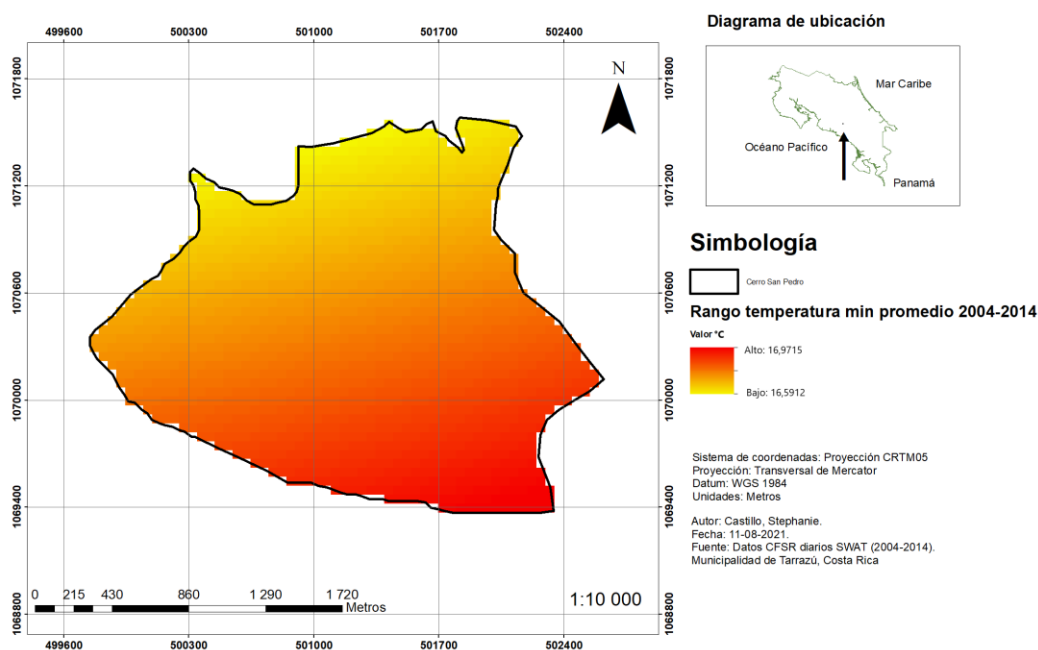 499600 500300 501000 501700 502400
1071800
1071200
1070600
1070000
1069400
1068800
1071800
1071200
1070600
1070000
1069400
1068800
N
0 215 430 860 1 290 1 720
Metros
1:10 000
499600 500300 501000 501700 502400
Diagrama de ubicación
Mar Caribe
Océano Pacífico
Panamá
Simbología
Cerro San Pedro
Rango temperatura min promedio 2004-2014
Valor °C
Alto: 16,9715
Bajo: 16,5912
Sistema de coordenadas: Proyección CRTM05
Proyección: Transversal de Mercator
Datum: WGS 1984
Unidades: Metros
Autor: Castillo, Stephanie.
Fecha: 11-08-2021.
Fuente: Datos CFSR diarios SWAT (2004-2014).
Municipalidad de Tarrazú, Costa Rica